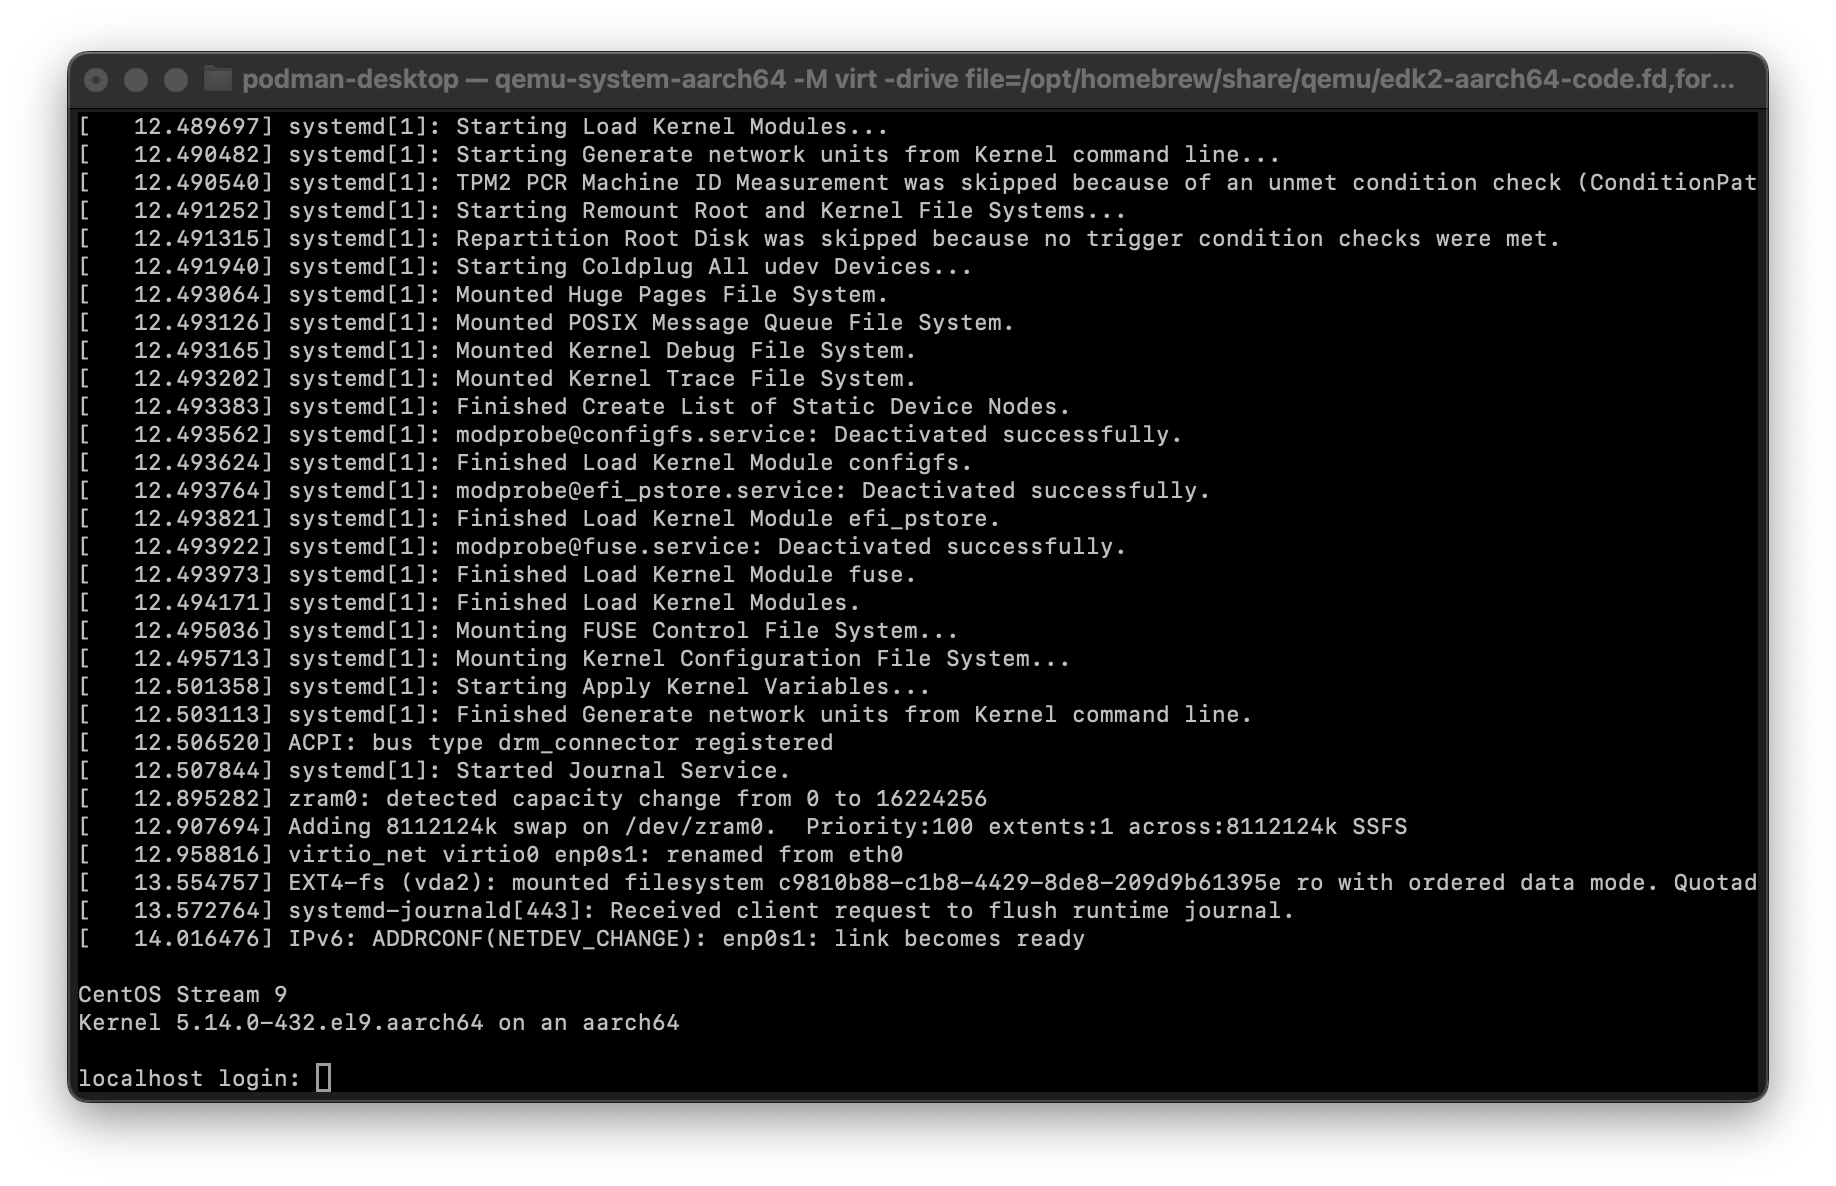 podman-desktop — qemu-system-aarch64 -M virt -drive file=/opt/homebrew/share/qemu/edk2-aarch64-code.fd,for...
[   12.489697] systemd[1]: Starting Load Kernel Modules...
[   12.490482] systemd[1]: Starting Generate network units from Kernel command line...
[   12.490540] systemd[1]: TPM2 PCR Machine ID Measurement was skipped because of an unmet condition check (ConditionPat
[   12.491252] systemd[1]: Starting Remount Root and Kernel File Systems...
[   12.491315] systemd[1]: Repartition Root Disk was skipped because no trigger condition checks were met.
[   12.491940] systemd[1]: Starting Coldplug All udev Devices...
[   12.493064] systemd[1]: Mounted Huge Pages File System.
[   12.493126] systemd[1]: Mounted POSIX Message Queue File System.
[   12.493165] systemd[1]: Mounted Kernel Debug File System.
[   12.493202] systemd[1]: Mounted Kernel Trace File System.
[   12.493383] systemd[1]: Finished Create List of Static Device Nodes.
[   12.493562] systemd[1]: modprobe@configfs.service: Deactivated successfully.
[   12.493624] systemd[1]: Finished Load Kernel Module configfs.
[   12.493764] systemd[1]: modprobe@efi_pstore.service: Deactivated successfully.
[   12.493821] systemd[1]: Finished Load Kernel Module efi_pstore.
[   12.493922] systemd[1]: modprobe@fuse.service: Deactivated successfully.
[   12.493973] systemd[1]: Finished Load Kernel Module fuse.
[   12.494171] systemd[1]: Finished Load Kernel Modules.
[   12.495036] systemd[1]: Mounting FUSE Control File System...
[   12.495713] systemd[1]: Mounting Kernel Configuration File System...
[   12.501358] systemd[1]: Starting Apply Kernel Variables...
[   12.503113] systemd[1]: Finished Generate network units from Kernel command line.
[   12.506520] ACPI: bus type drm_connector registered
[   12.507844] systemd[1]: Started Journal Service.
[   12.895282] zram0: detected capacity change from 0 to 16224256
[   12.907694] Adding 8112124k swap on /dev/zram0.  Priority:100 extents:1 across:8112124k SSFS
[   12.958816] virtio_net virtio0 enp0s1: renamed from eth0
[   13.554757] EXT4-fs (vda2): mounted filesystem c9810b88-c1b8-4429-8de8-209d9b61395e ro with ordered data mode. Quotad
[   13.572764] systemd-journald[443]: Received client request to flush runtime journal.
[   14.016476] IPv6: ADDRCONF(NETDEV_CHANGE): enp0s1: link becomes ready
CentOS Stream 9
Kernel 5.14.0-432.el9.aarch64 on an aarch64
localhost login: